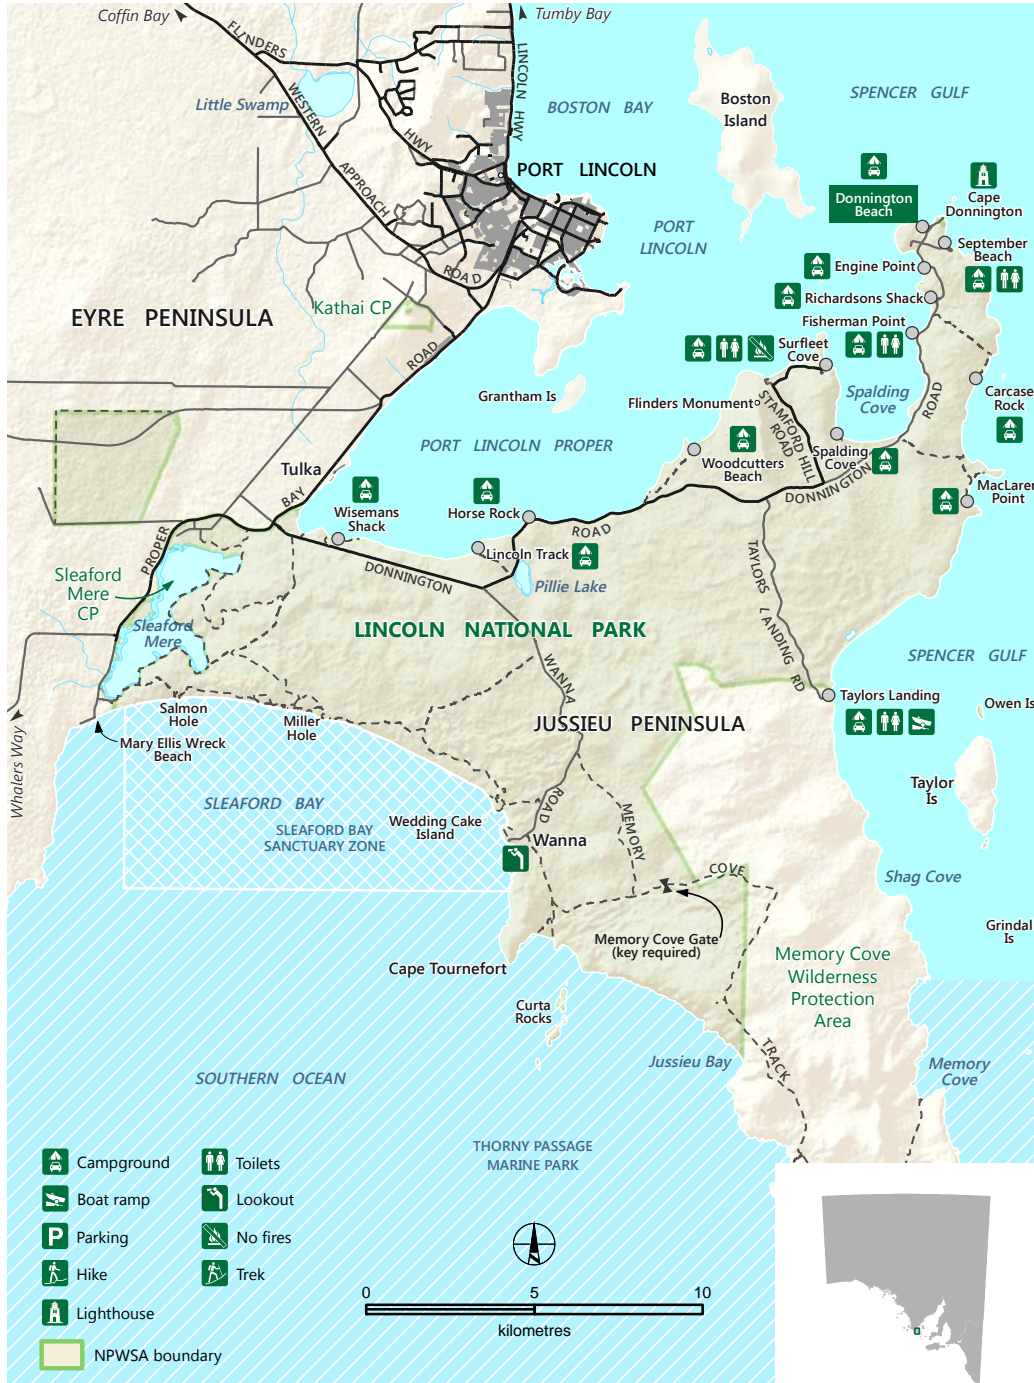 Coffin Bay
Tumby Bay
FLINDERS
HWY
LINCOLN HWY
Little Swamp
WESTERN APPROACH ROAD
BOSTON BAY
Boston
Island
SPENCER GULF
PORT LINCOLN
PORT
LINCOLN
Donnington
Beach
Cape
Donnington
September
Beach
Engine Point
Richardsons Shack
Fisherman Point
Surfleet
Cove
Kathai CP
EYRE PENINSULA
ROAD
Grantham Is
Flinders Monument
STAMFORD HILL
ROAD
Spalding
Cove
ROAD
Carcase
Rock
PORT LINCOLN PROPER
Woodcutters
Beach
Spalding
Cove
DONNINGTON
MacLaren
Point
Tulka
BAY
Wisemans
Shack
Horse Rock
ROAD
Lincoln Track
PROPER
DONNINGTON
Pillie Lake
TAYLORS LANDING RD
Sleaford
Mere
CP
Sleaford
Mere
LINCOLN NATIONAL PARK
SPENCER GULF
WANNA
ROAD
Taylors Landing
Owen Is
Salmon
Hole
Miller
Hole
JUSSIEU PENINSULA
Mary Ellis Wreck
Beach
Whalers Way
Taylor
Is
SLEAFORD BAY
SLEAFORD BAY
SANCTUARY ZONE
Wedding Cake
Island
Wanna
MEMORY
COVE
TRACK
Shag Cove
Grindal
Is
Memory Cove Gate
(key required)
Memory Cove
Wilderness
Protection
Area
Cape Tournefort
Curta
Rocks
Jussieu Bay
Memory
Cove
SOUTHERN OCEAN
THORNY PASSAGE
MARINE PARK
Campground
Toilets
Boat ramp
Lookout
P Parking
No fires
Hike
Trek
Lighthouse
NPWSA boundary
0 5 10
kilometres